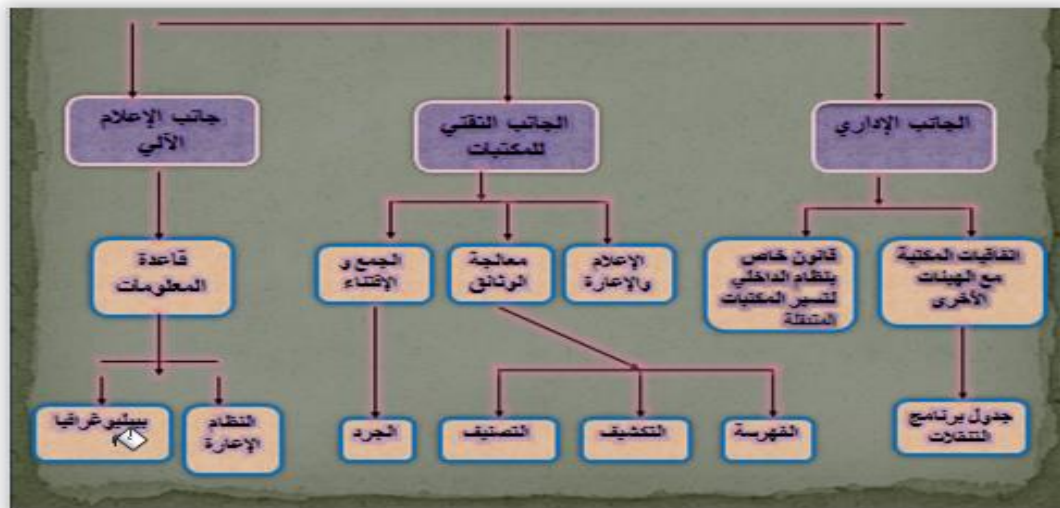 الجانب الإداري
الجانب التقني
للمكتبات
جانب الإعلام
الآلي
اتفاقيات المكتبة
مع الهيئات
الأخرى
قانون خاص
بنظام الداخلي
لتسير المكتبات
المتنقلة
الإعلام
والإعارة
معالجة
الوثائق
الجمع و
الإقتناء
قاعدة
المعلومات
جدول برنامج
التنقلات
الفهرسة
التكشيف
التصنيف
الجرد
النظام
الإعارة
ببليوغرافيا